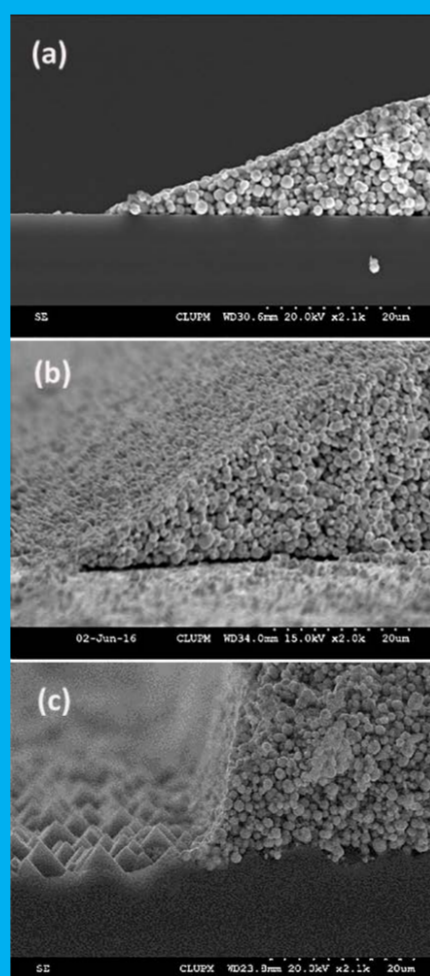 (a)
SE CLUPM WD30.6mm 20.0kV x2.1k 20um
(b)
02-Jun-16 CLUPM WD34.0mm 15.0kV x2.0k 20um
(c)
SE CLUPM WD23.8mm 20.3kV x2.1k 20um